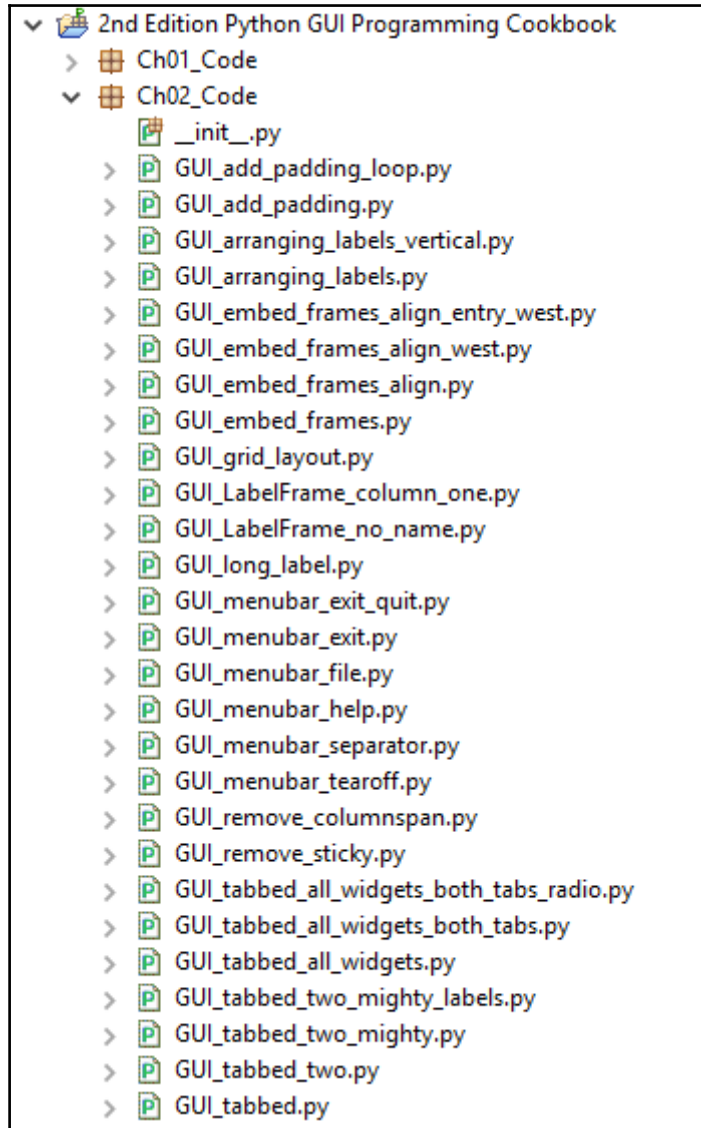 2nd Edition Python GUI Programming Cookbook
Ch01_Code
Ch02_Code
__init__.py
GUI_add_padding_loop.py
GUI_add_padding.py
GUI_arranging_labels_vertical.py
GUI_arranging_labels.py
GUI_embed_frames_align_entry_west.py
GUI_embed_frames_align_west.py
GUI_embed_frames_align.py
GUI_embed_frames.py
GUI_grid_layout.py
GUI_LabelFrame_column_one.py
GUI_LabelFrame_no_name.py
GUI_long_label.py
GUI_menubar_exit_quit.py
GUI_menubar_exit.py
GUI_menubar_file.py
GUI_menubar_help.py
GUI_menubar_separator.py
GUI_menubar_tearoff.py
GUI_remove_columnspan.py
GUI_remove_sticky.py
GUI_tabbed_all_widgets_both_tabs_radio.py
GUI_tabbed_all_widgets_both_tabs.py
GUI_tabbed_all_widgets.py
GUI_tabbed_two_mighty_labels.py
GUI_tabbed_two_mighty.py
GUI_tabbed_two.py
GUI_tabbed.py